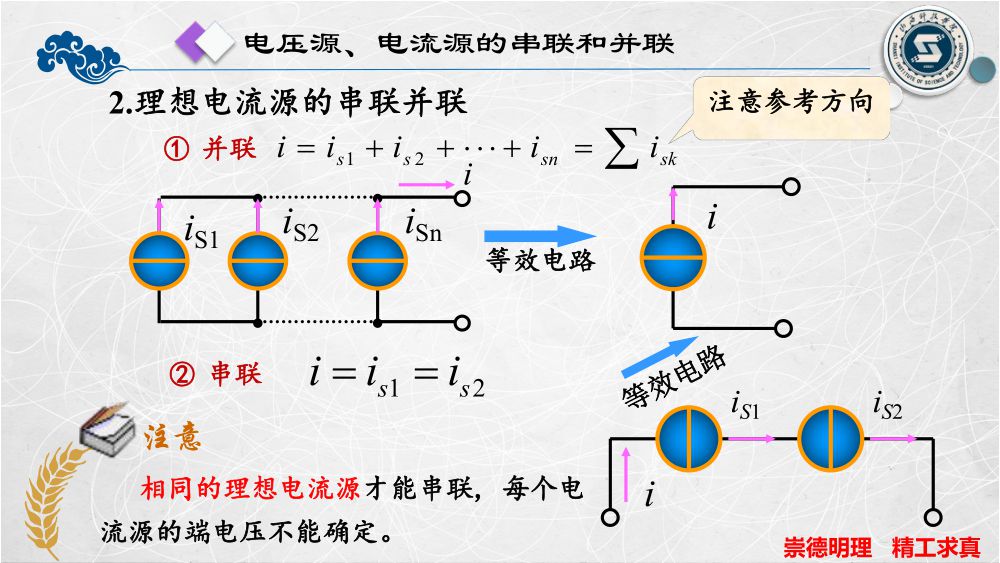 电压源、电流源的串联和并联
2.理想电流源的串联并联
注意参考方向
① 并联 i = i_{s1} + i_{s2} + ⋯ + i_{sn} = ∑ i_{sk}
i
i_{S1} i_{S2} i_{Sn}
等效电路
i
② 串联 i = i_{s1} = i_{s2}
等效电路
i_{S1} i_{S2}
i
注意
相同的理想电流源才能串联，每个电
流源的端电压不能确定。
崇德明理 精工求真